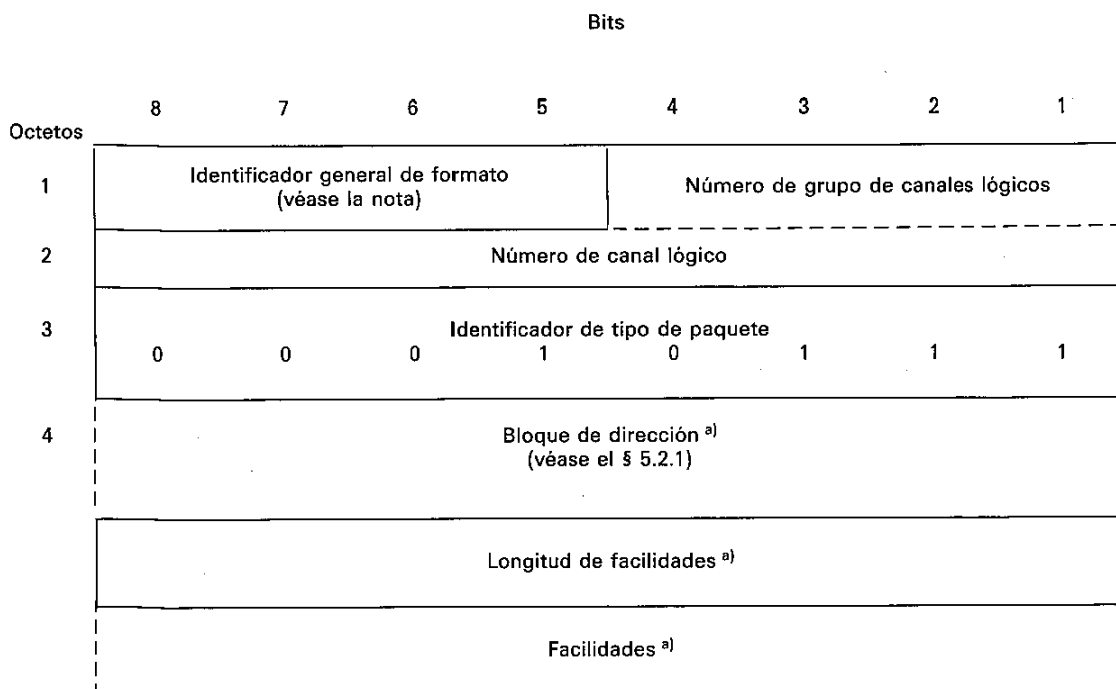 Bits
8 7 6 5 4 3 2 1
Octetos
1 Identificador general de formato Número de grupo de canales lógicos
(véase la nota)
2 Número de canal lógico
3 Identificador de tipo de paquete
0 0 0 1 0 1 1 1
4 Bloque de dirección a)
(véase el § 5.2.1)
Longitud de facilidades a)
Facilidades a)